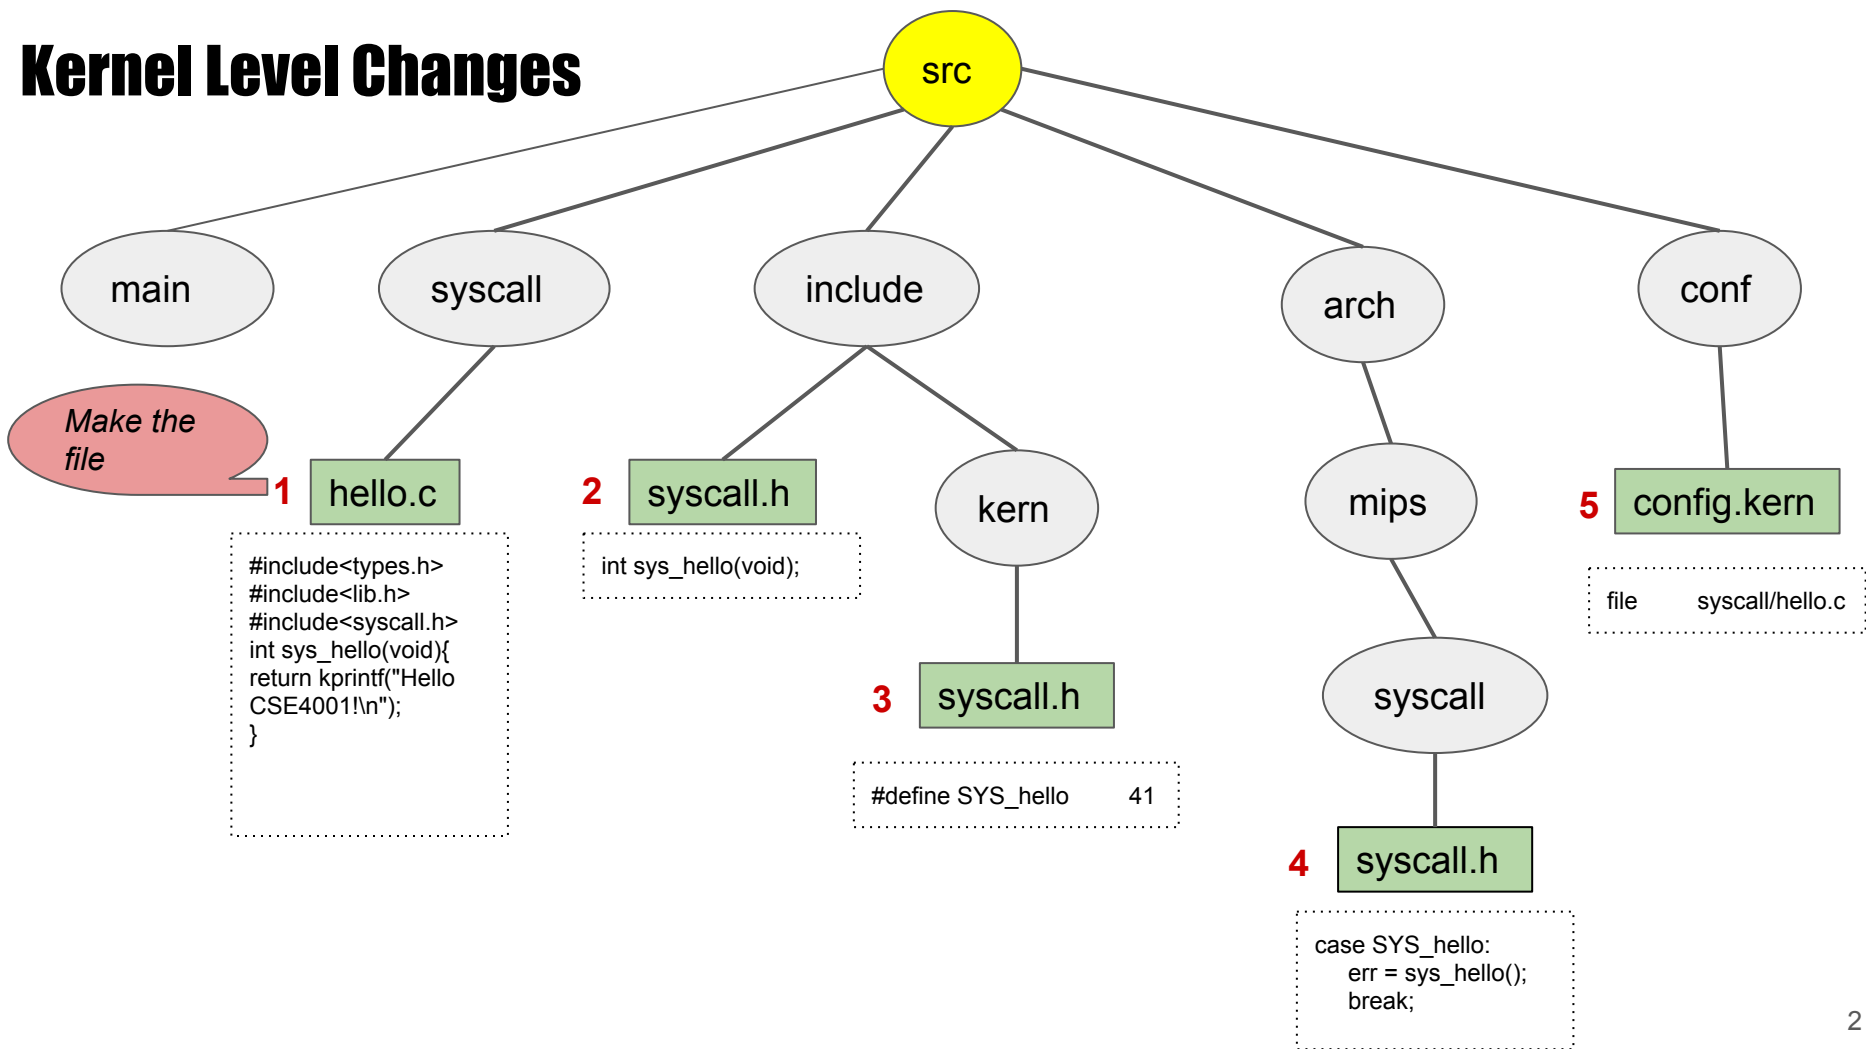 Kernel Level Changes
src
main
syscall
include
arch
conf
Make the
file
1
hello.c
2
syscall.h
kern
mips
5
config.kern
#include<types.h>
#include<lib.h>
#include<syscall.h>
int sys_hello(void){
return kprintf("Hello
CSE4001!\n");
}
int sys_hello(void);
file syscall/hello.c
3
syscall.h
syscall
#define SYS_hello 41
4
syscall.h
case SYS_hello:
err = sys_hello();
break;
2